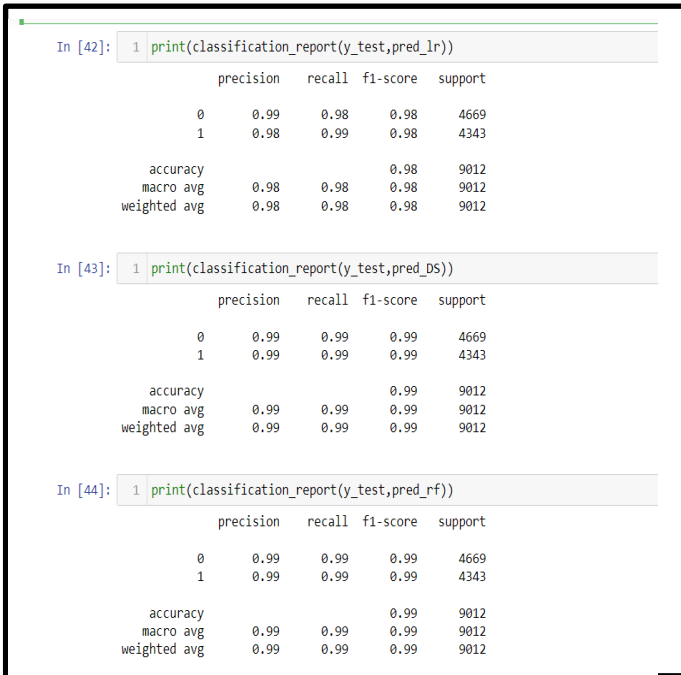 In [42]: 1 print(classification_report(y_test,pred_lr))
precision recall f1-score support
0 0.99 0.98 0.98 4669
1 0.98 0.99 0.98 4343
accuracy 0.98 9012
macro avg 0.98 0.98 0.98 9012
weighted avg 0.98 0.98 0.98 9012
In [43]: 1 print(classification_report(y_test,pred_DS))
precision recall f1-score support
0 0.99 0.99 0.99 4669
1 0.99 0.99 0.99 4343
accuracy 0.99 9012
macro avg 0.99 0.99 0.99 9012
weighted avg 0.99 0.99 0.99 9012
In [44]: 1 print(classification_report(y_test,pred_rf))
precision recall f1-score support
0 0.99 0.99 0.99 4669
1 0.99 0.99 0.99 4343
accuracy 0.99 9012
macro avg 0.99 0.99 0.99 9012
weighted avg 0.99 0.99 0.99 9012